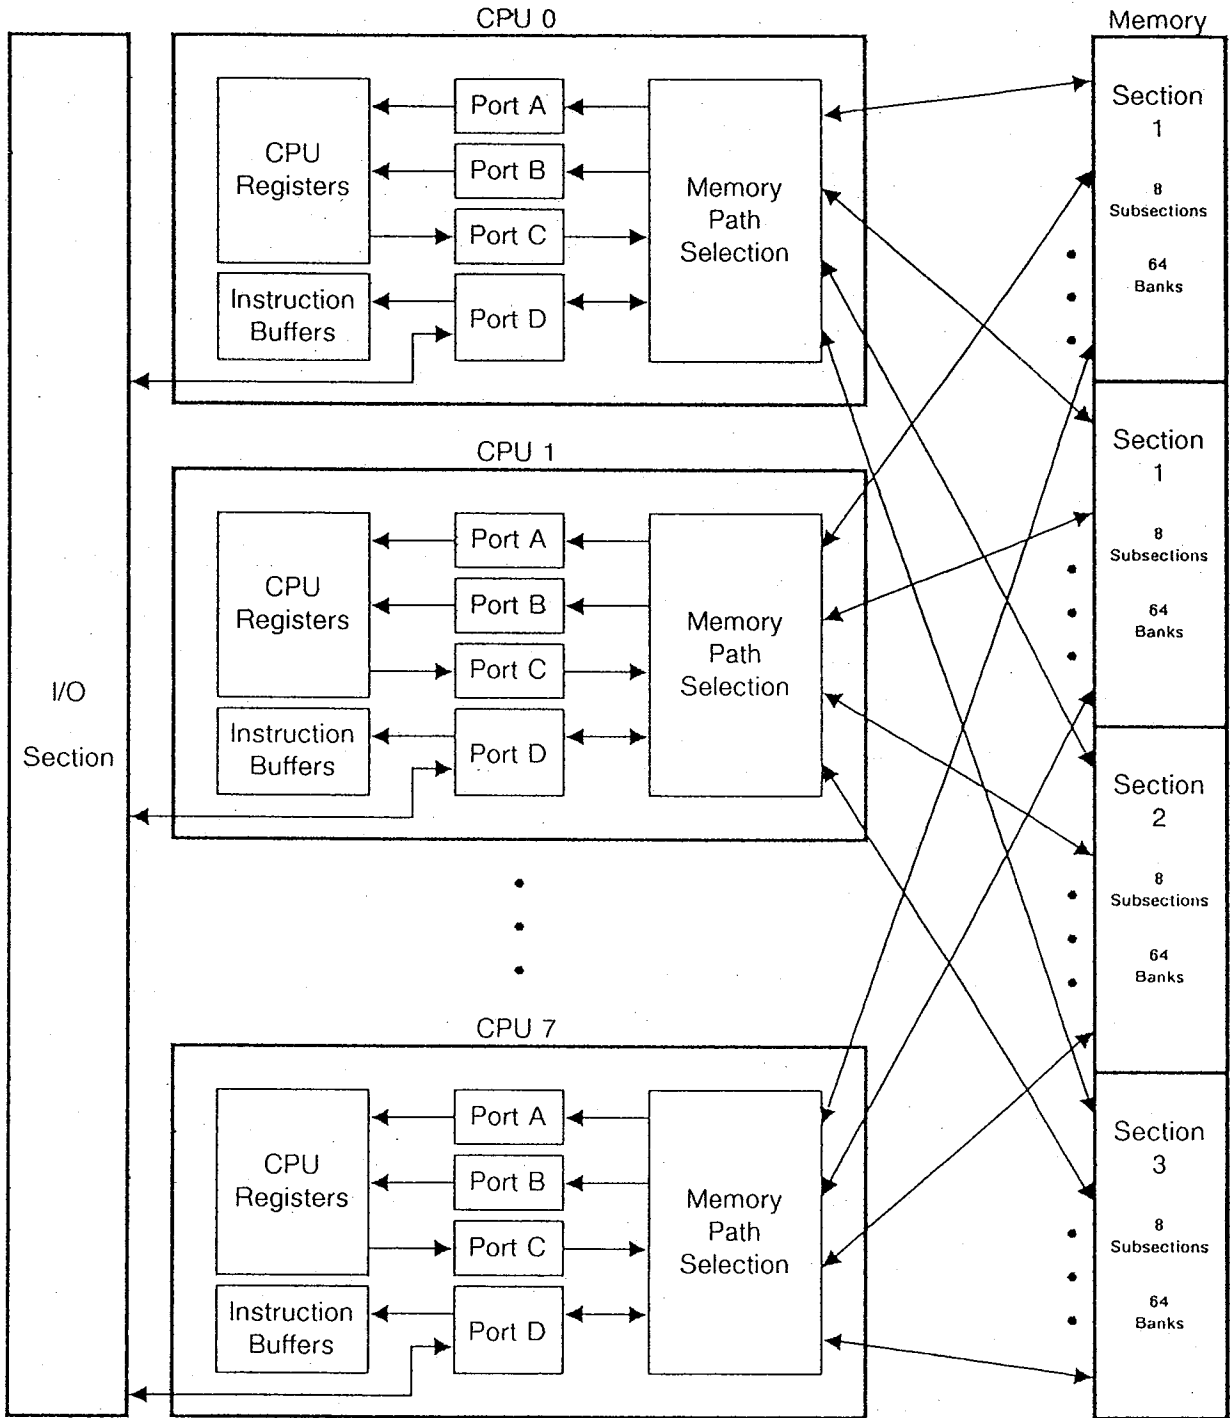 CPU 0
Memory
I/O
Section
CPU
Registers
Instruction
Buffers
Port A
Port B
Port C
Port D
Memory
Path
Selection
CPU 1
CPU
Registers
Instruction
Buffers
Port A
Port B
Port C
Port D
Memory
Path
Selection
CPU 7
CPU
Registers
Instruction
Buffers
Port A
Port B
Port C
Port D
Memory
Path
Selection
Section
1
8
Subsections
64
Banks
Section
1
8
Subsections
64
Banks
Section
2
8
Subsections
64
Banks
Section
3
8
Subsections
64
Banks